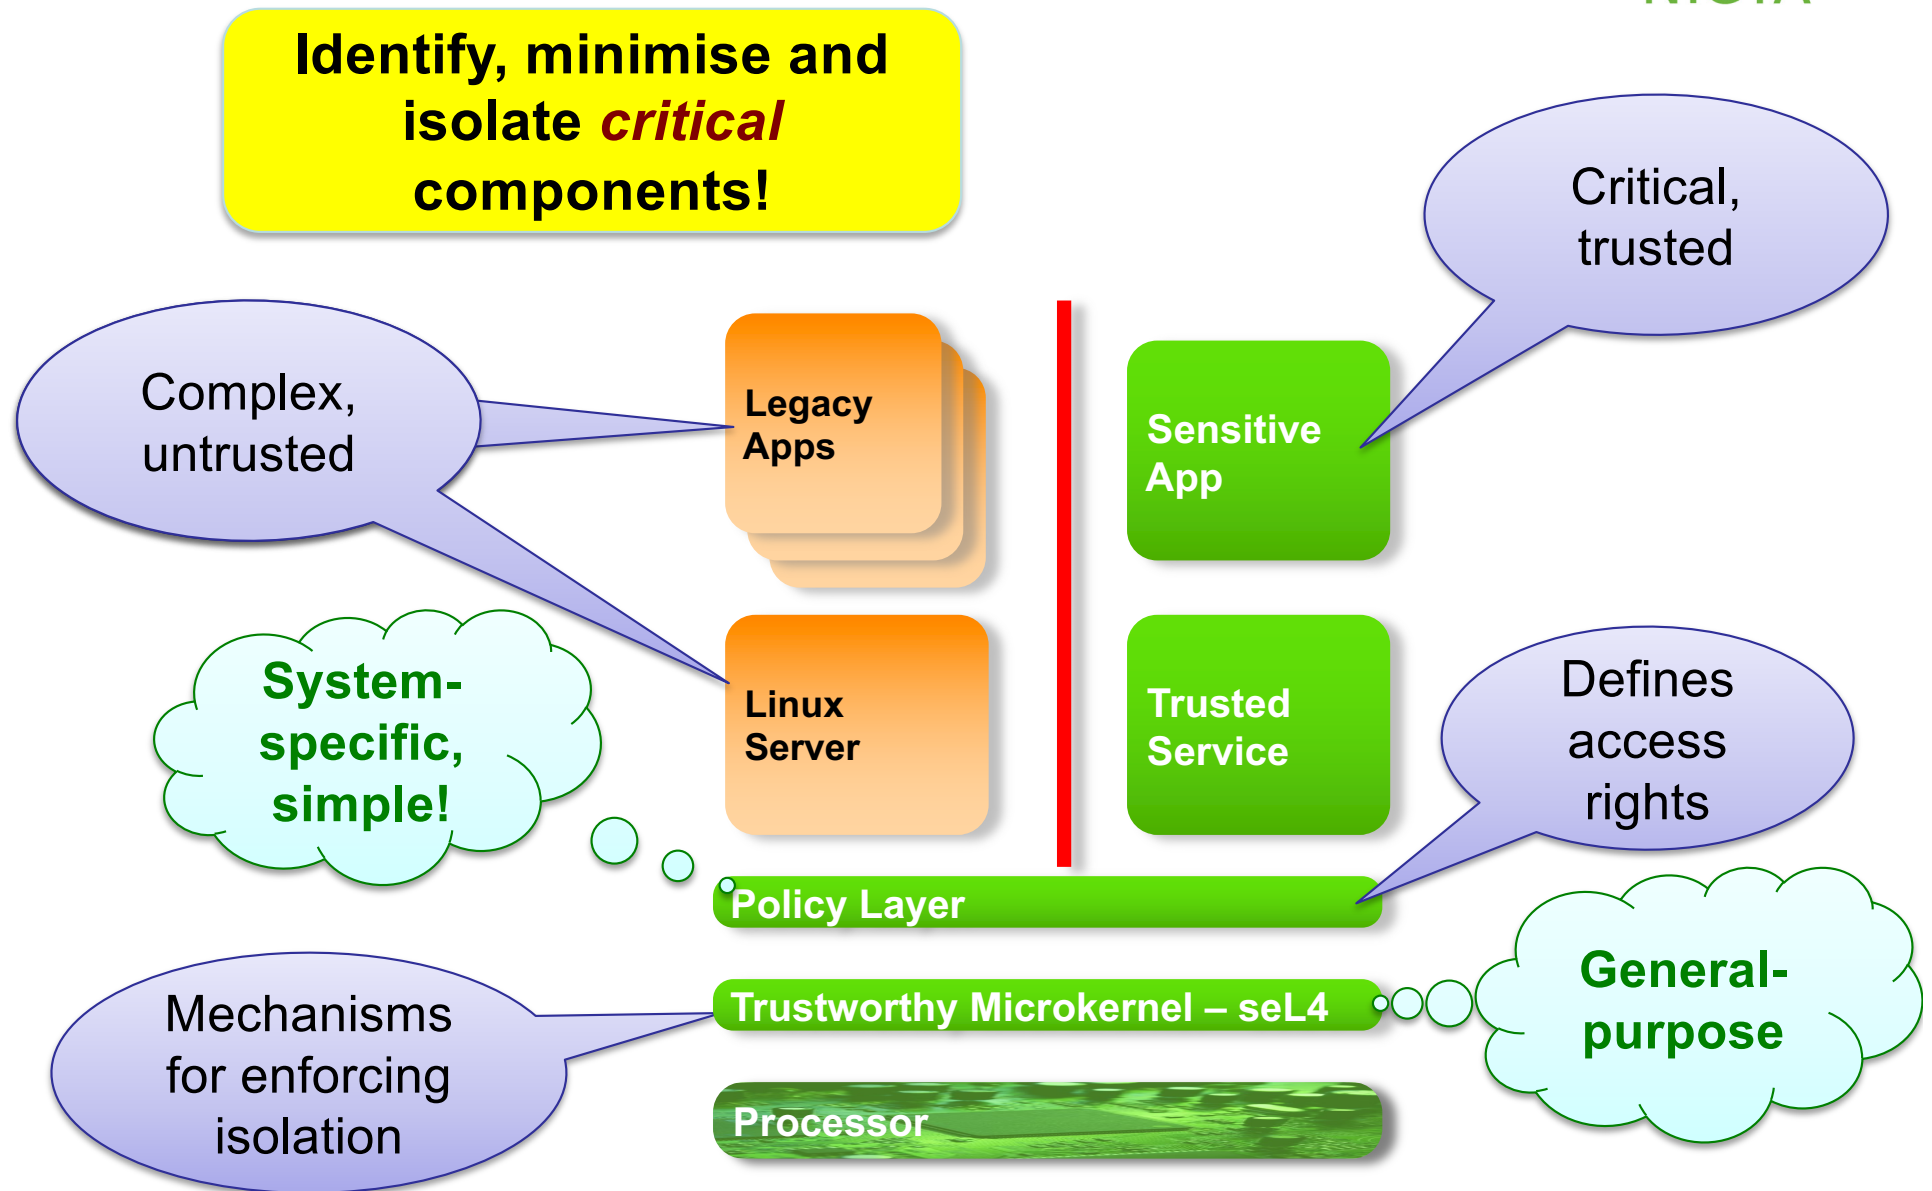 NICTA
Identify, minimise and
isolate critical
components!
Critical,
trusted
Complex,
untrusted
Legacy
Apps
Sensitive
App
System-
specific,
simple!
Linux
Server
Trusted
Service
Defines
access
rights
Policy Layer
General-
purpose
Mechanisms
for enforcing
isolation
Trustworthy Microkernel – seL4
Processor